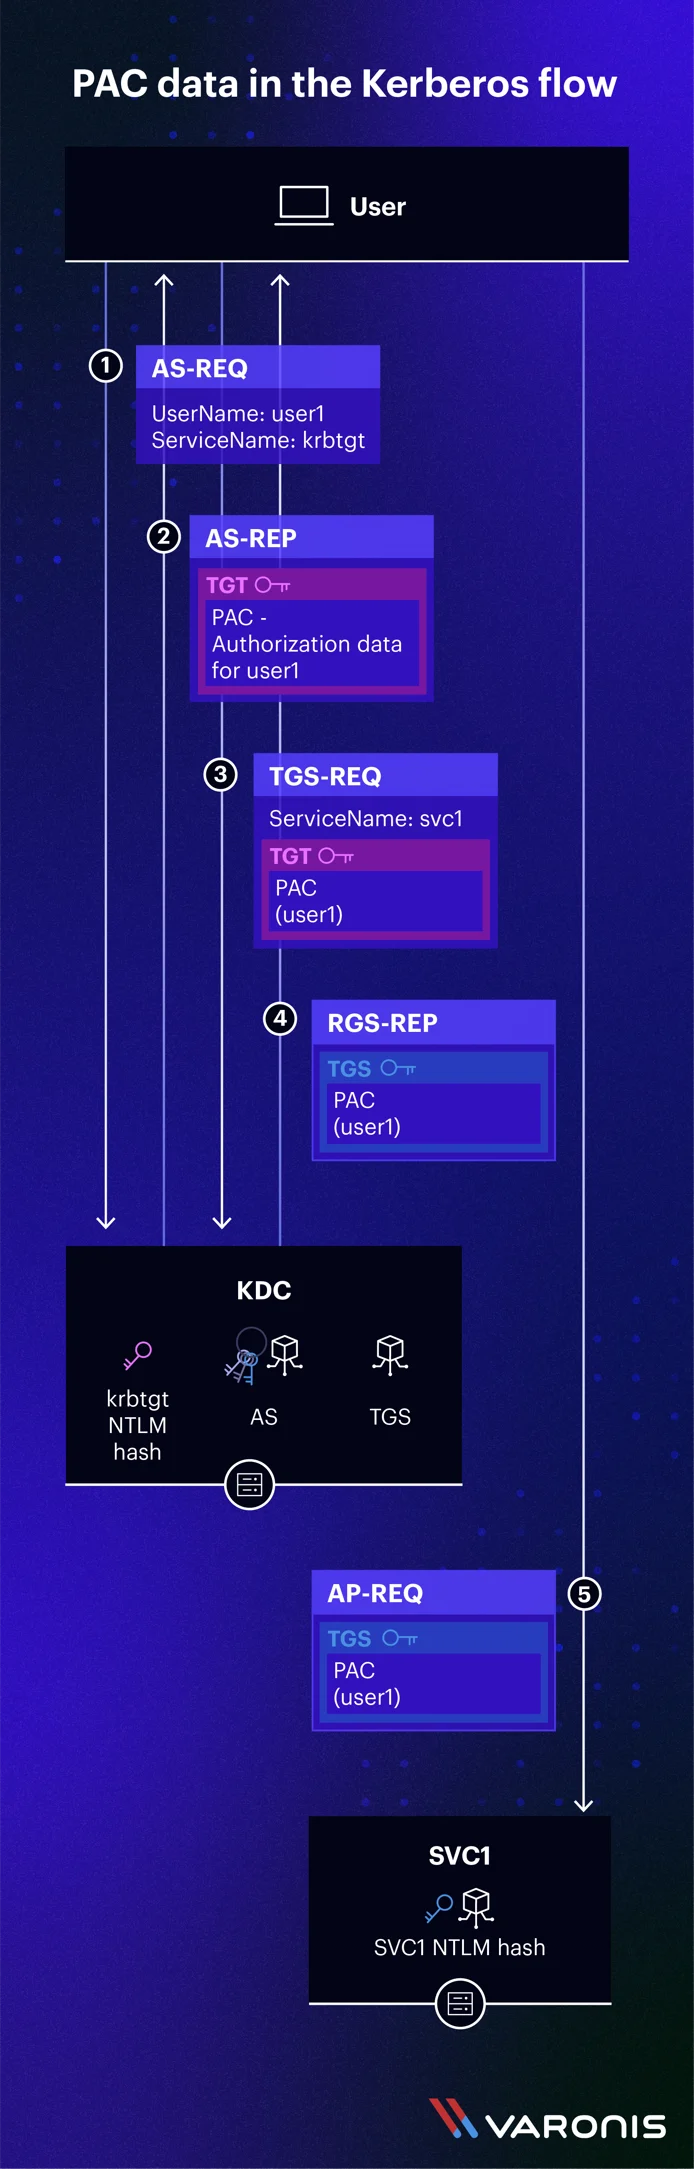 PAC data in the Kerberos flow
User
1
AS-REQ
UserName: user1
ServiceName: krbtgt
2
AS-REP
TGT
PAC -
Authorization data
for user1
3
TGS-REQ
ServiceName: svc1
TGT
PAC
(user1)
4
RGS-REP
TGS
PAC
(user1)
KDC
krbtgt
NTLM
hash
AS
TGS
AP-REQ
5
TGS
PAC
(user1)
SVC1
SVC1 NTLM hash
VARONIS